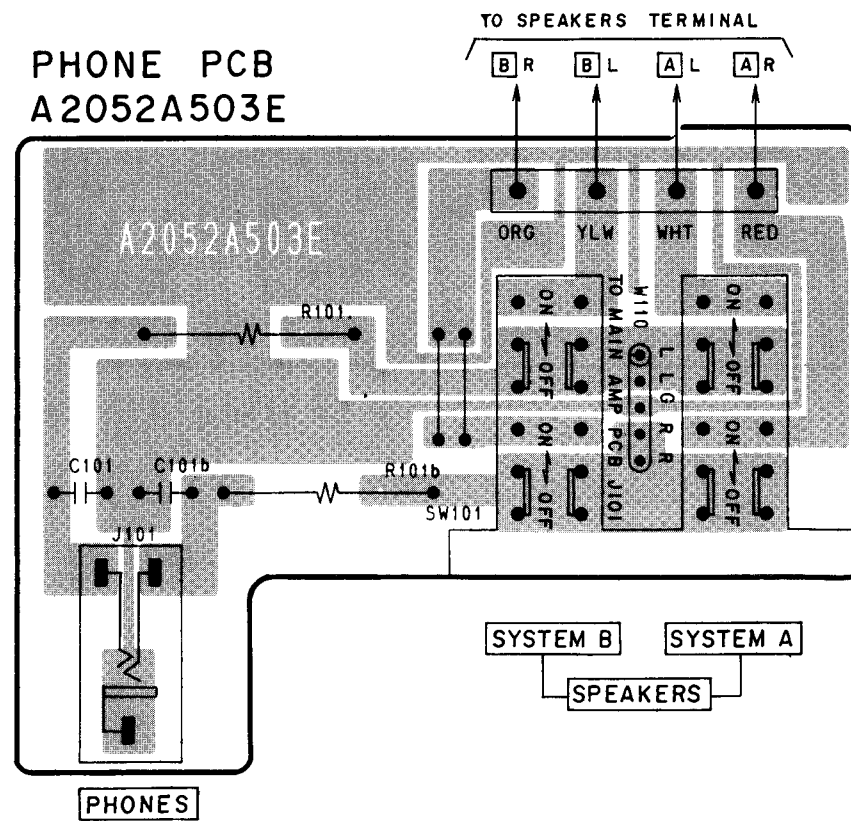 TO SPEAKERS TERMINAL
B R B L A L A R
PHONE PCB
A2052A503E
A2052A503E
ORG YLW WHT RED
R101.
ON OFF
ON OFF
TO MAIN AMP PCB J101
W110
L L G R R
ON OFF
ON OFF
C101 C101b
R101b
SW101
J101
SYSTEM B SYSTEM A
SPEAKERS
PHONES